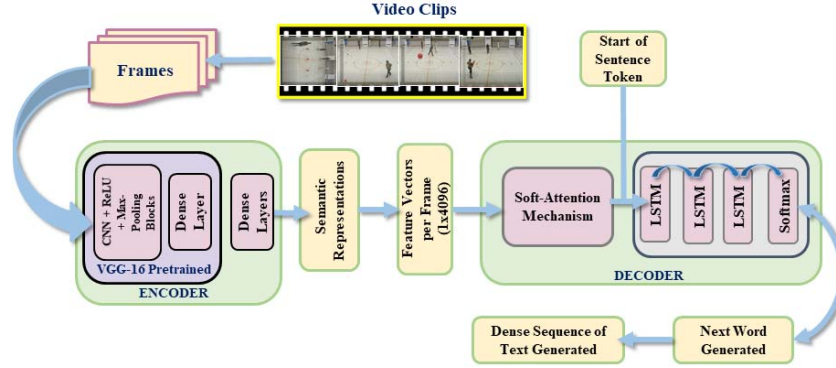 Video Clips
Frames
Start of
Sentence
Token
CNN + ReLU
+ Max-
Pooling
Blocks
Dense
Layer
VGG-16 Pretrained
Dense
Layers
ENCODER
Semantic
Representations
Feature Vectors
per Frame
(1x4096)
Soft-Attention
Mechanism
LSTM
LSTM
LSTM
Softmax
DECODER
Dense Sequence of
Text Generated
Next Word
Generated